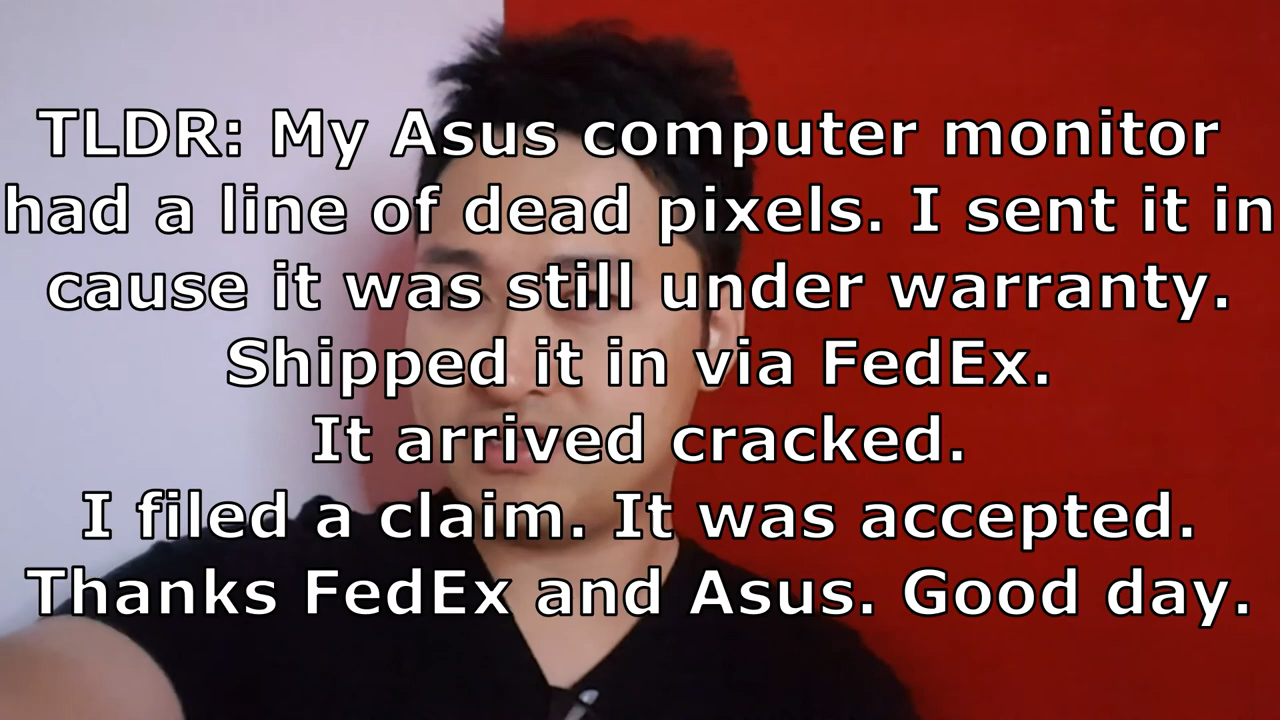 TLDR: My Asus computer monitor
had a line of dead pixels. I sent it in
cause it was still under warranty.
Shipped it in via FedEx.
It arrived cracked.
I filed a claim. It was accepted.
Thanks FedEx and Asus. Good day.